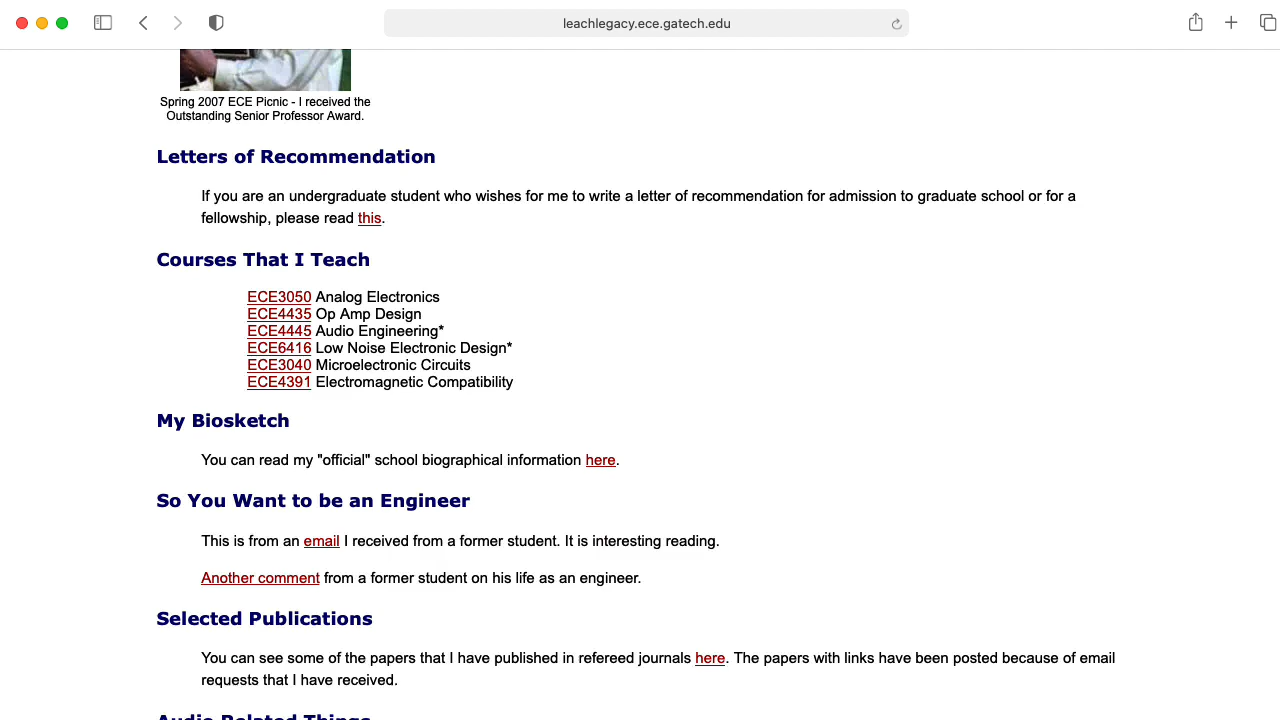 leachlegacy.ece.gatech.edu
Spring 2007 ECE Picnic - I received the
Outstanding Senior Professor Award.
Letters of Recommendation
If you are an undergraduate student who wishes for me to write a letter of recommendation for admission to graduate school or for a
fellowship, please read this.
Courses That I Teach
ECE3050 Analog Electronics
ECE4435 Op Amp Design
ECE4445 Audio Engineering*
ECE6416 Low Noise Electronic Design*
ECE3040 Microelectronic Circuits
ECE4391 Electromagnetic Compatibility
My Biosketch
You can read my "official" school biographical information here.
So You Want to be an Engineer
This is from an email I received from a former student. It is interesting reading.
Another comment from a former student on his life as an engineer.
Selected Publications
You can see some of the papers that I have published in refereed journals here. The papers with links have been posted because of email
requests that I have received.
Audio Related Things